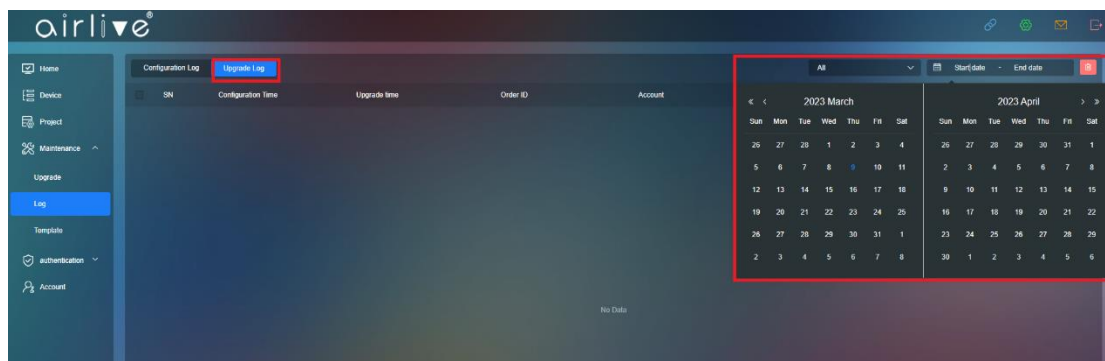 airlive®
Home
Device
Project
Maintenance
Upgrade
Log
Template
authentication
Account
Configuration Log Upgrade Log All Start date - End date
SN Configuration Time Upgrade time Order ID Account
No Data
« < 2023 March
Sun Mon Tue Wed Thu Fri Sat
26 27 28 1 2 3 4
5 6 7 8 9 10 11
12 13 14 15 16 17 18
19 20 21 22 23 24 25
26 27 28 29 30 31 1
2 3 4 5 6 7 8
2023 April > »
Sun Mon Tue Wed Thu Fri Sat
26 27 28 29 30 31 1
2 3 4 5 6 7 8
9 10 11 12 13 14 15
16 17 18 19 20 21 22
23 24 25 26 27 28 29
30 1 2 3 4 5 6